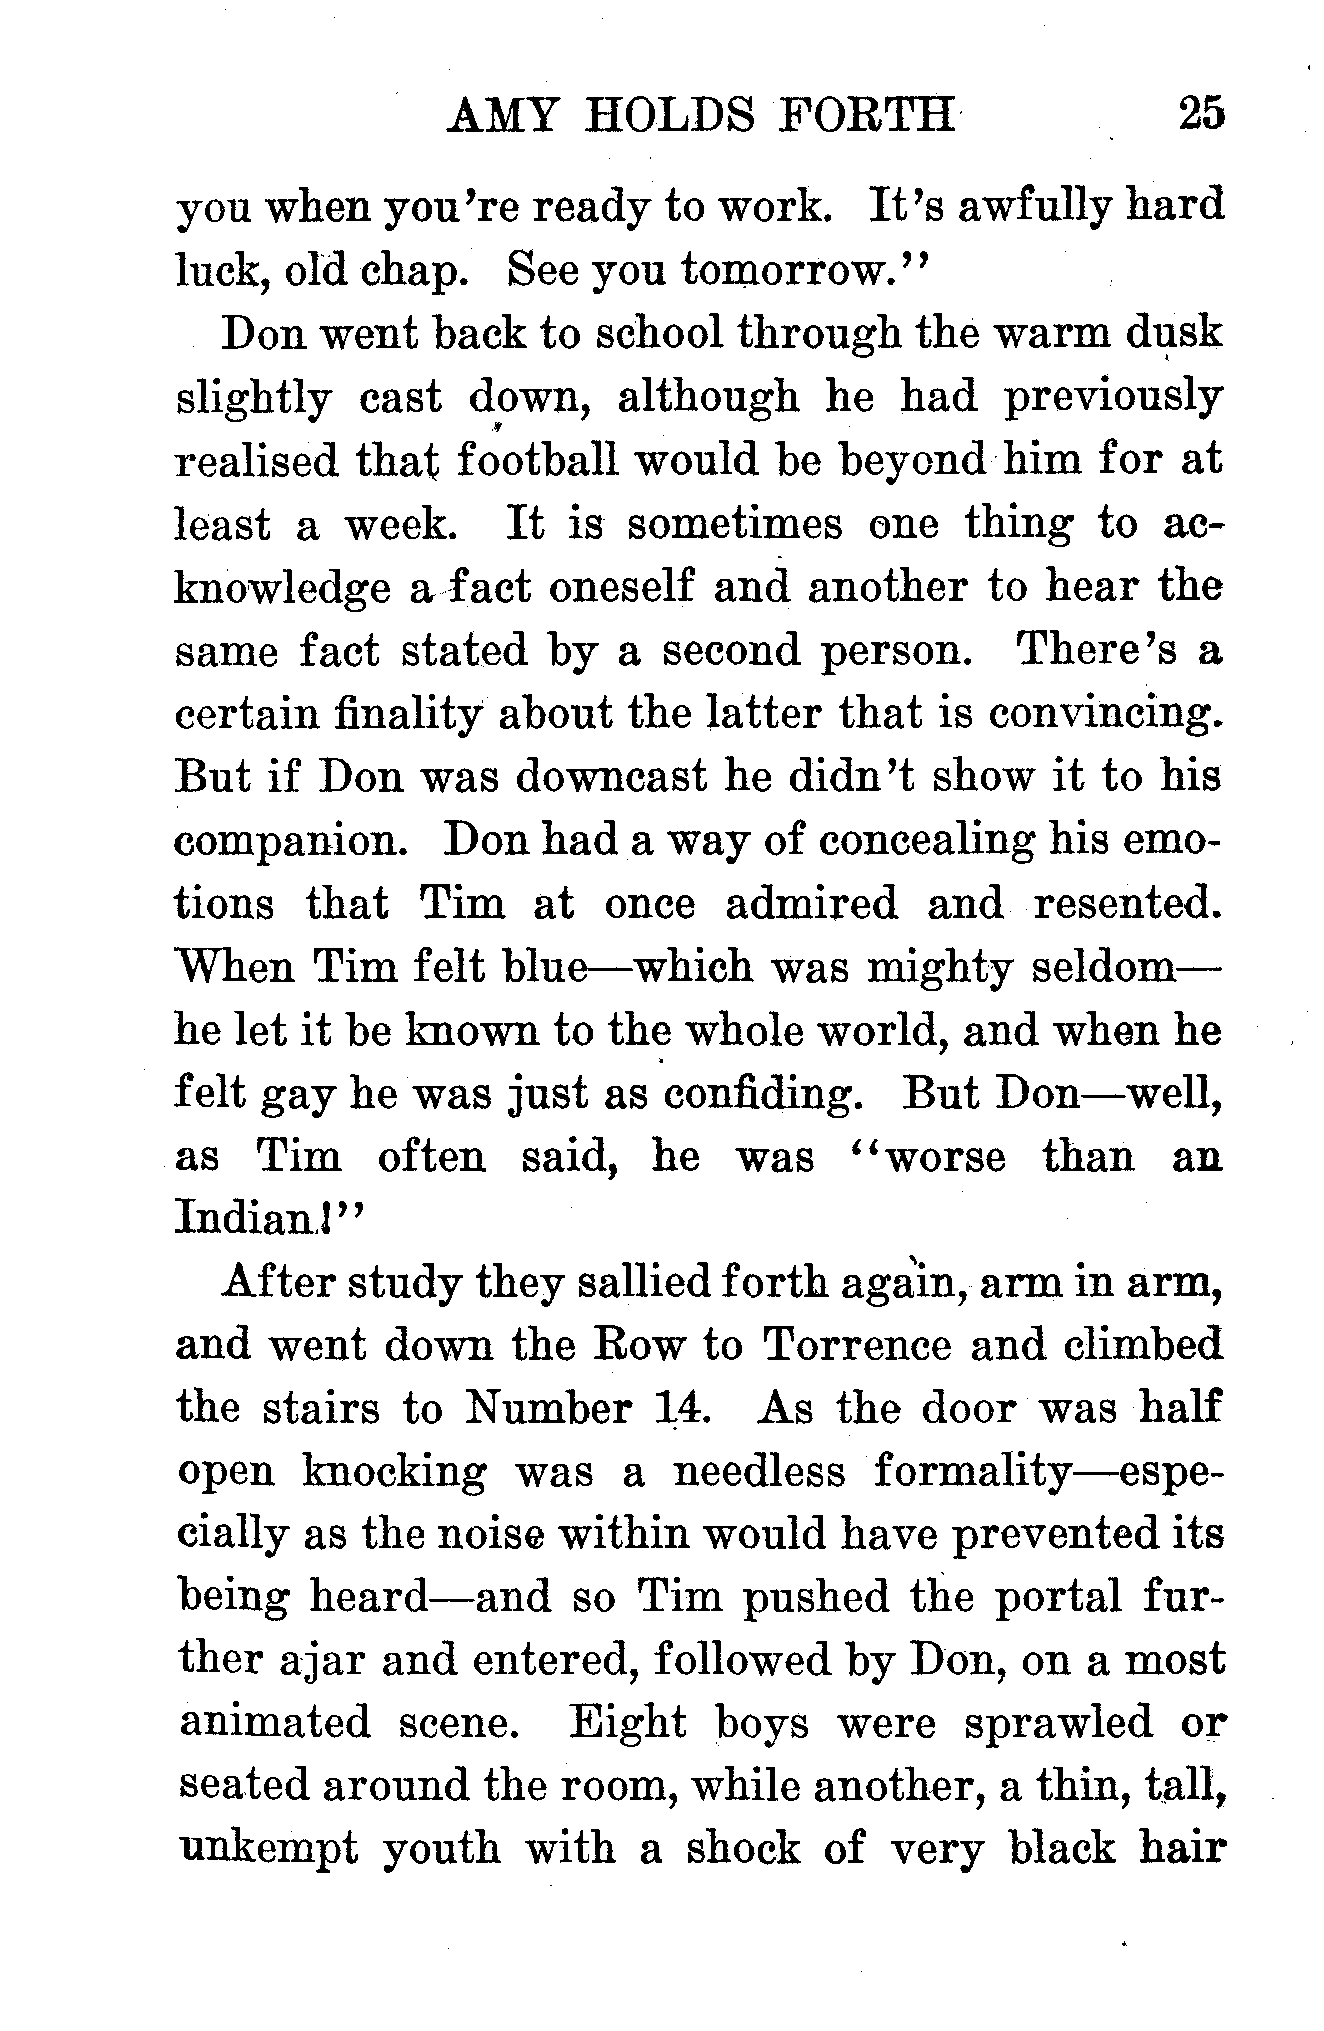 AMY HOLDS FORTH 25
you when you're ready to work. It's awfully hard
luck, old chap. See you tomorrow."
Don went back to school through the warm dusk
slightly cast down, although he had previously
realised that football would be beyond him for at
least a week. It is sometimes one thing to ac-
knowledge a fact oneself and another to hear the
same fact stated by a second person. There's a
certain finality about the latter that is convincing.
But if Don was downcast he didn't show it to his
companion. Don had a way of concealing his emo-
tions that Tim at once admired and resented.
When Tim felt blue—which was mighty seldom—
he let it be known to the whole world, and when he
felt gay he was just as confiding. But Don—well,
as Tim often said, he was "worse than an
Indian!"
After study they sallied forth again, arm in arm,
and went down the Row to Torrence and climbed
the stairs to Number 14. As the door was half
open knocking was a needless formality—espe-
cially as the noise within would have prevented its
being heard—and so Tim pushed the portal fur-
ther ajar and entered, followed by Don, on a most
animated scene. Eight boys were sprawled or
seated around the room, while another, a thin, tall,
unkempt youth with a shock of very black hair